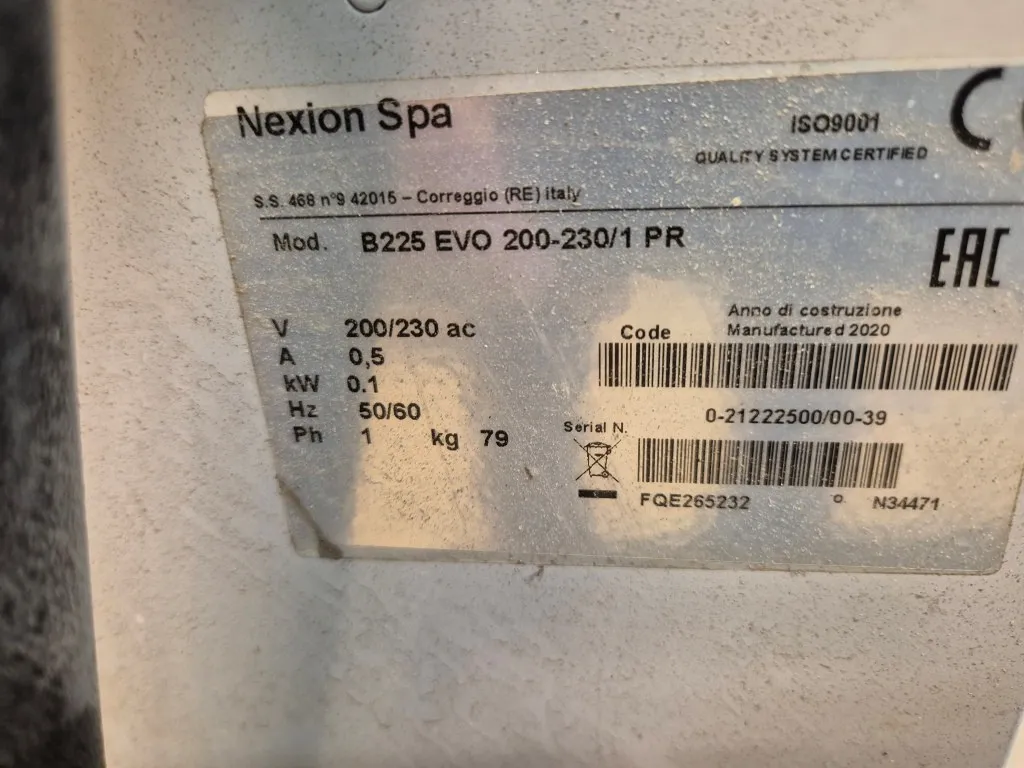 Nexion Spa
ISO9001
QUALITY SYSTEM CERTIFIED
C
S.S. 468 n°9 42015 – Correggio (RE) italy
Mod. B225 EVO 200-230/1 PR
EAC
V 200/230 ac
A 0,5
kW 0.1
Hz 50/60
Ph 1 kg 79
Anno di costruzione
Code Manufactured 2020
0-21222500/00-39
Serial N.
FQE265232 ° N34471